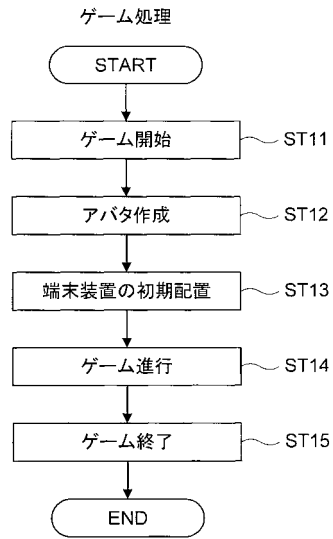 ゲーム処理
START
ゲーム開始
ST11
アバタ作成
ST12
端末装置の初期配置
ST13
ゲーム進行
ST14
ゲーム終了
ST15
END